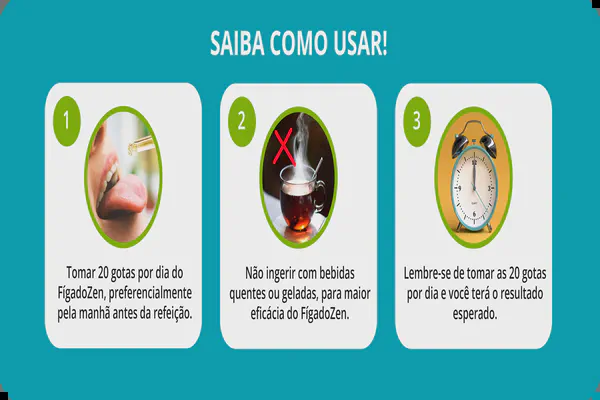 SAIBA COMO USAR!
1
Tomar 20 gotas por dia do
FígadoZen, preferencialmente
pela manhã antes da refeição.
2
Não ingerir com bebidas
quentes ou geladas, para maior
eficácia do FígadoZen.
3
Lembre-se de tomar as 20 gotas
por dia e você terá o resultado
esperado.